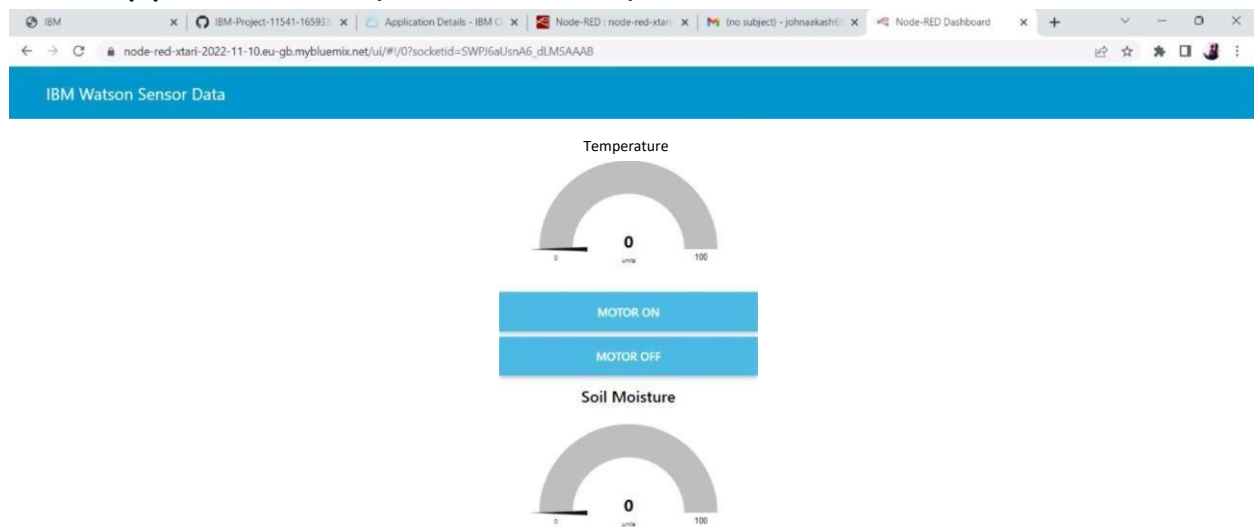 IBM
IBM-Project-11541-165933
Application Details - IBM Cl
Node-RED : node-red-xtari
(no subject) - johnaakash6
Node-RED Dashboard
node-red-xtari-2022-11-10.eu-gb.mybluemix.net/ui/#!/0?socketid=SWPJ6aUsnA6_dLMSAAAB
IBM Watson Sensor Data
Temperature
0
0 units 100
MOTOR ON
MOTOR OFF
Soil Moisture
0
0 units 100